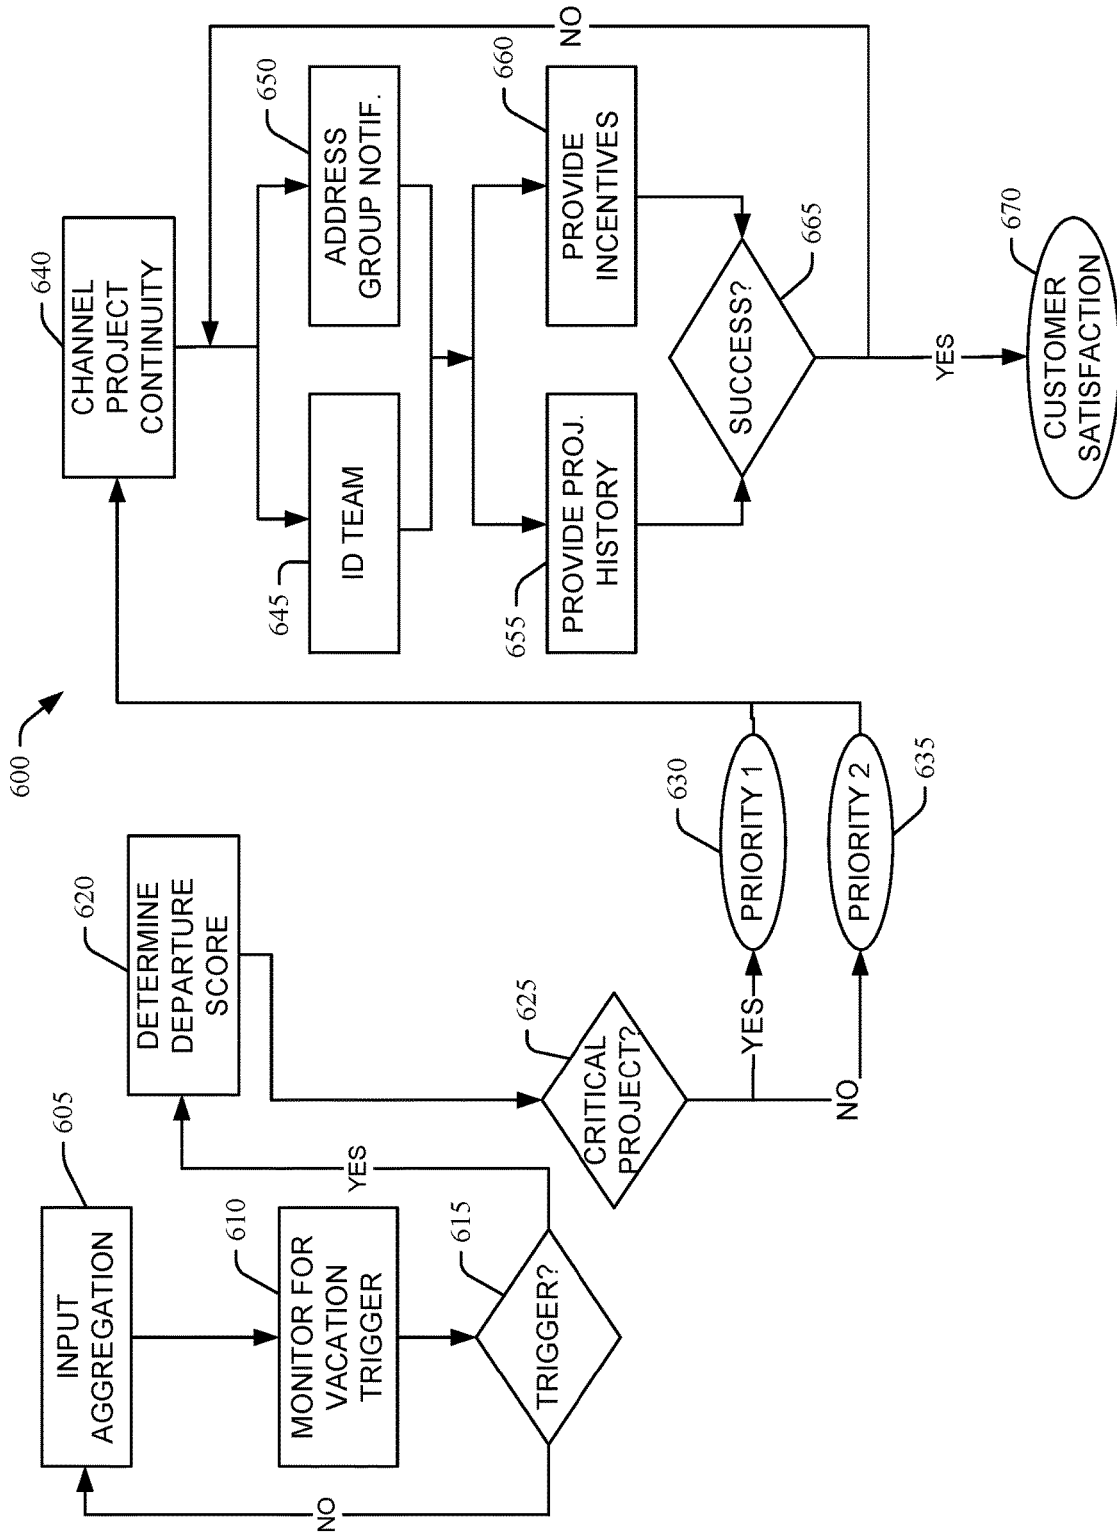 600
605
INPUT
AGGREGATION
610
MONITOR FOR
VACATION
TRIGGER
615
TRIGGER?
NO
YES
620
DETERMINE
DEPARTURE
SCORE
625
CRITICAL
PROJECT?
YES
NO
630
PRIORITY 1
PRIORITY 2
635
640
CHANNEL
PROJECT
CONTINUITY
645
ID TEAM
650
ADDRESS
GROUP NOTIF.
655
PROVIDE PROJ.
HISTORY
660
PROVIDE
INCENTIVES
SUCCESS?
665
NO
YES
670
CUSTOMER
SATISFACTION